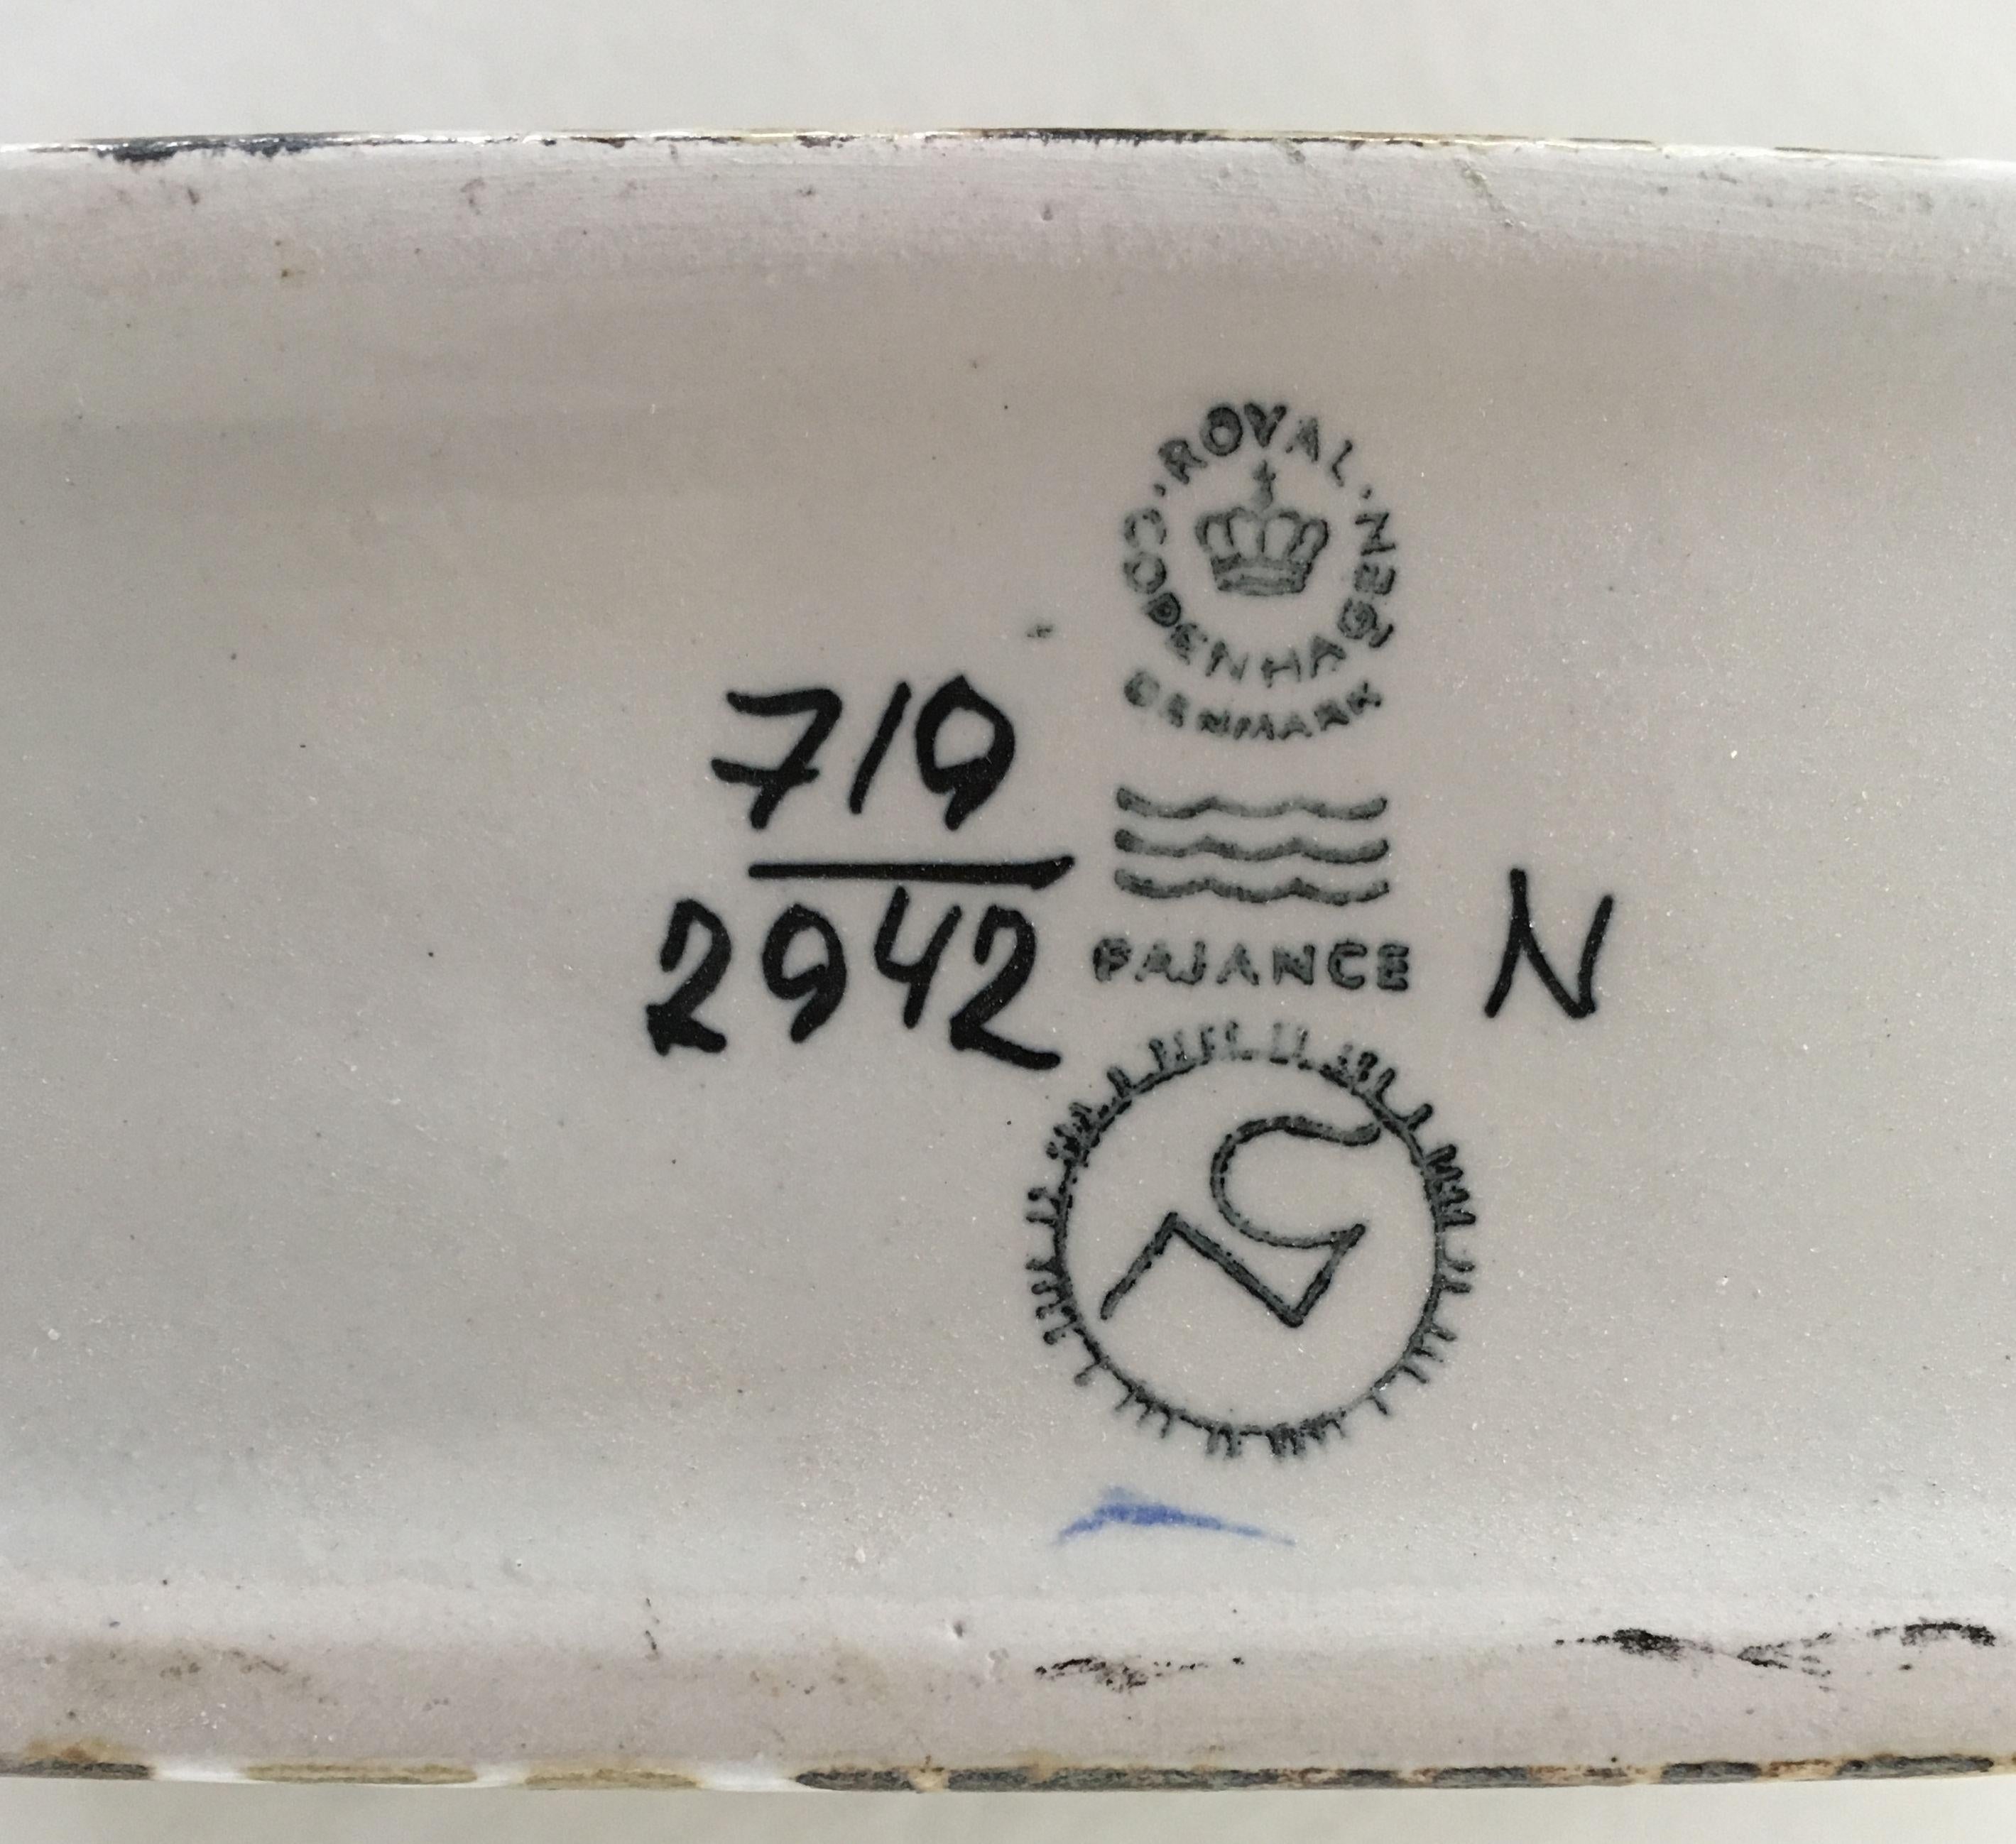 ROYAL
COPENHAGEN
DENMARK
719
2942
FAJANCE
N